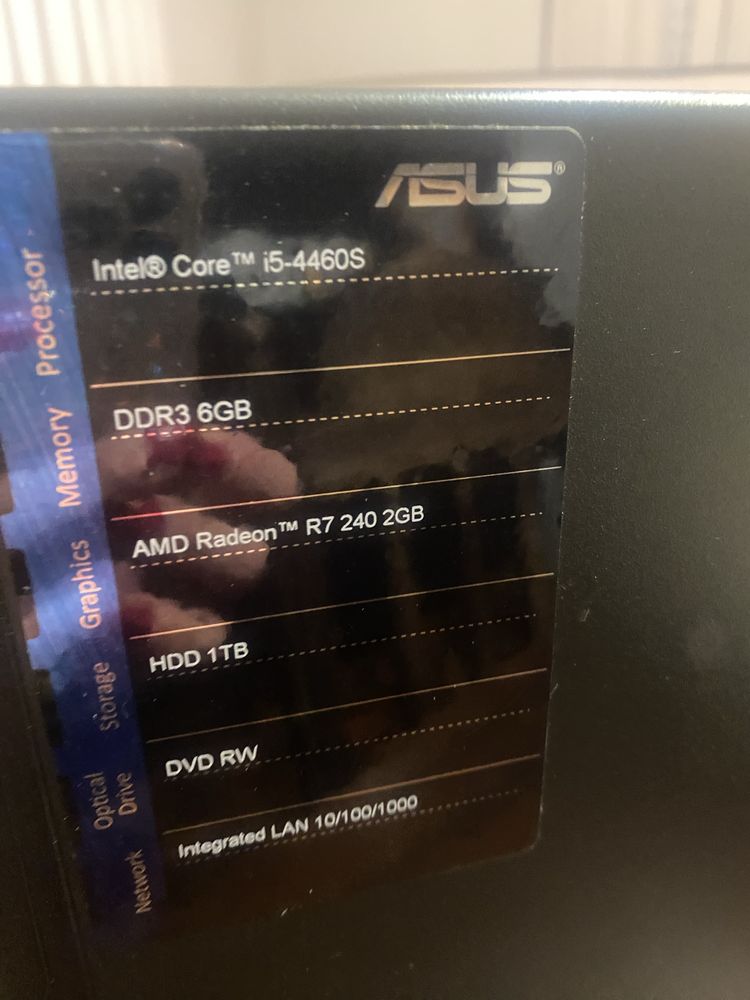 ASUS®
Processor
Intel® Core™ i5-4460S
Memory
DDR3 6GB
Graphics
AMD Radeon™ R7 240 2GB
Storage
HDD 1TB
Optical
Drive
DVD RW
Network
Integrated LAN 10/100/1000